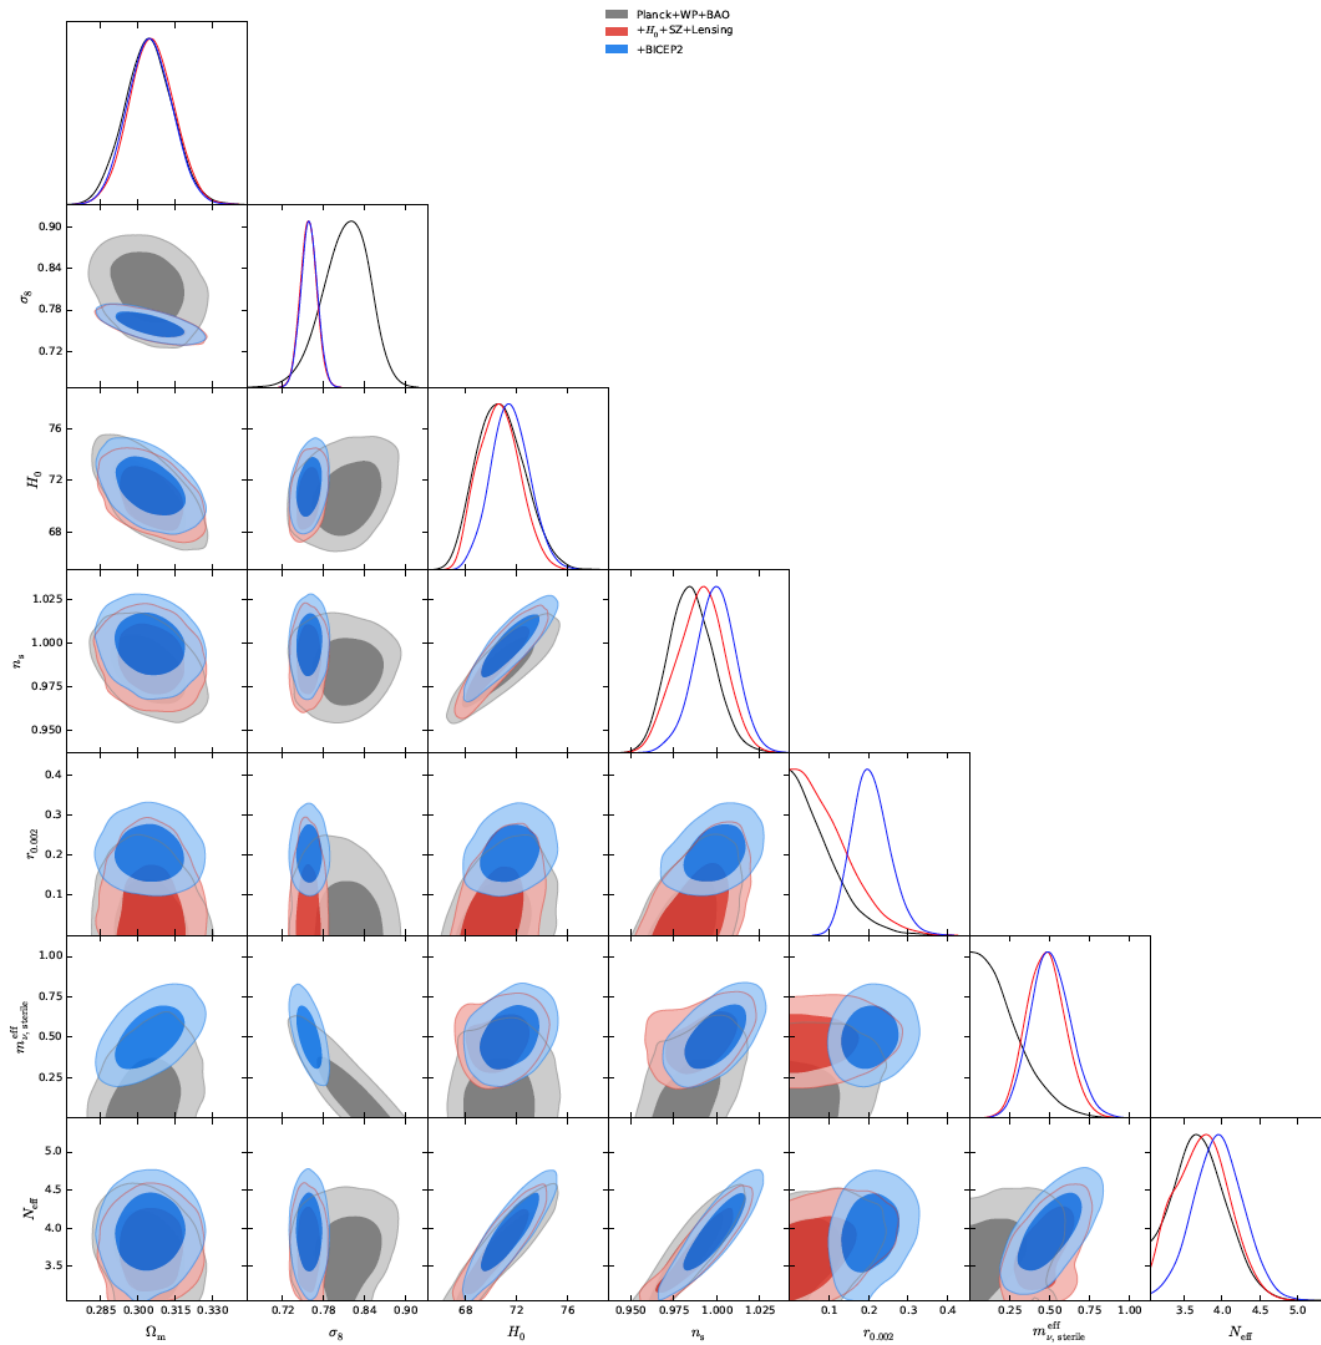 Planck+WP+BAO
+H₀+SZ+Lensing
+BICEP2
0.90
0.84
0.78
0.72
σ₈
76
72
68
H₀
1.025
1.000
0.975
0.950
nₛ
0.4
0.3
0.2
0.1
r₀.₀₀₂
1.00
0.75
0.50
0.25
m^eff_ν, sterile
5.0
4.5
4.0
3.5
N_eff
0.285 0.300 0.315 0.330
0.72 0.78 0.84 0.90
68 72 76
0.950 0.975 1.000 1.025
0.1 0.2 0.3 0.4
0.25 0.50 0.75 1.00
3.5 4.0 4.5 5.0
Ω_m
σ₈
H₀
nₛ
r₀.₀₀₂
m^eff_ν, sterile
N_eff